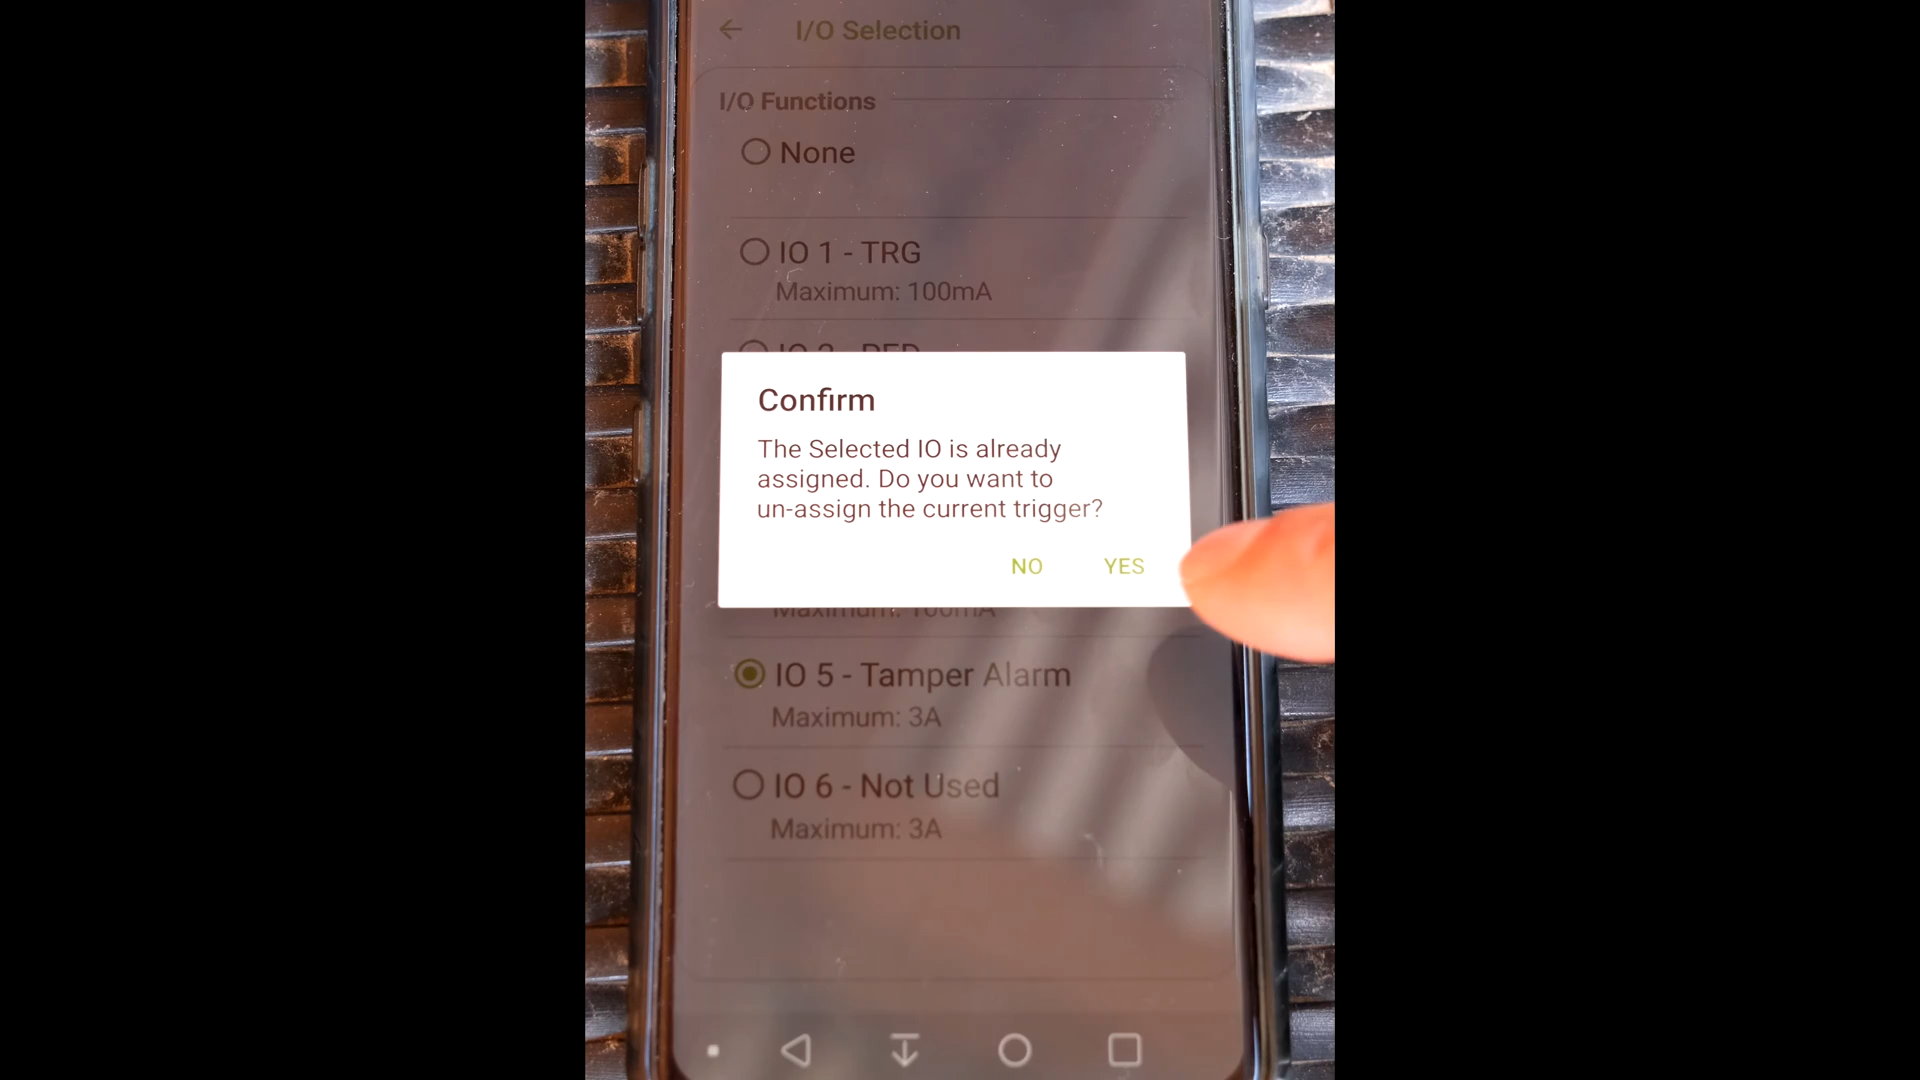 I/O Selection
I/O Functions
None
IO 1 - TRG
Maximum: 100mA
Confirm
The Selected IO is already
assigned. Do you want to
un-assign the current trigger?
NO YES
Maximum: 100mA
IO 5 - Tamper Alarm
Maximum: 3A
IO 6 - Not Used
Maximum: 3A